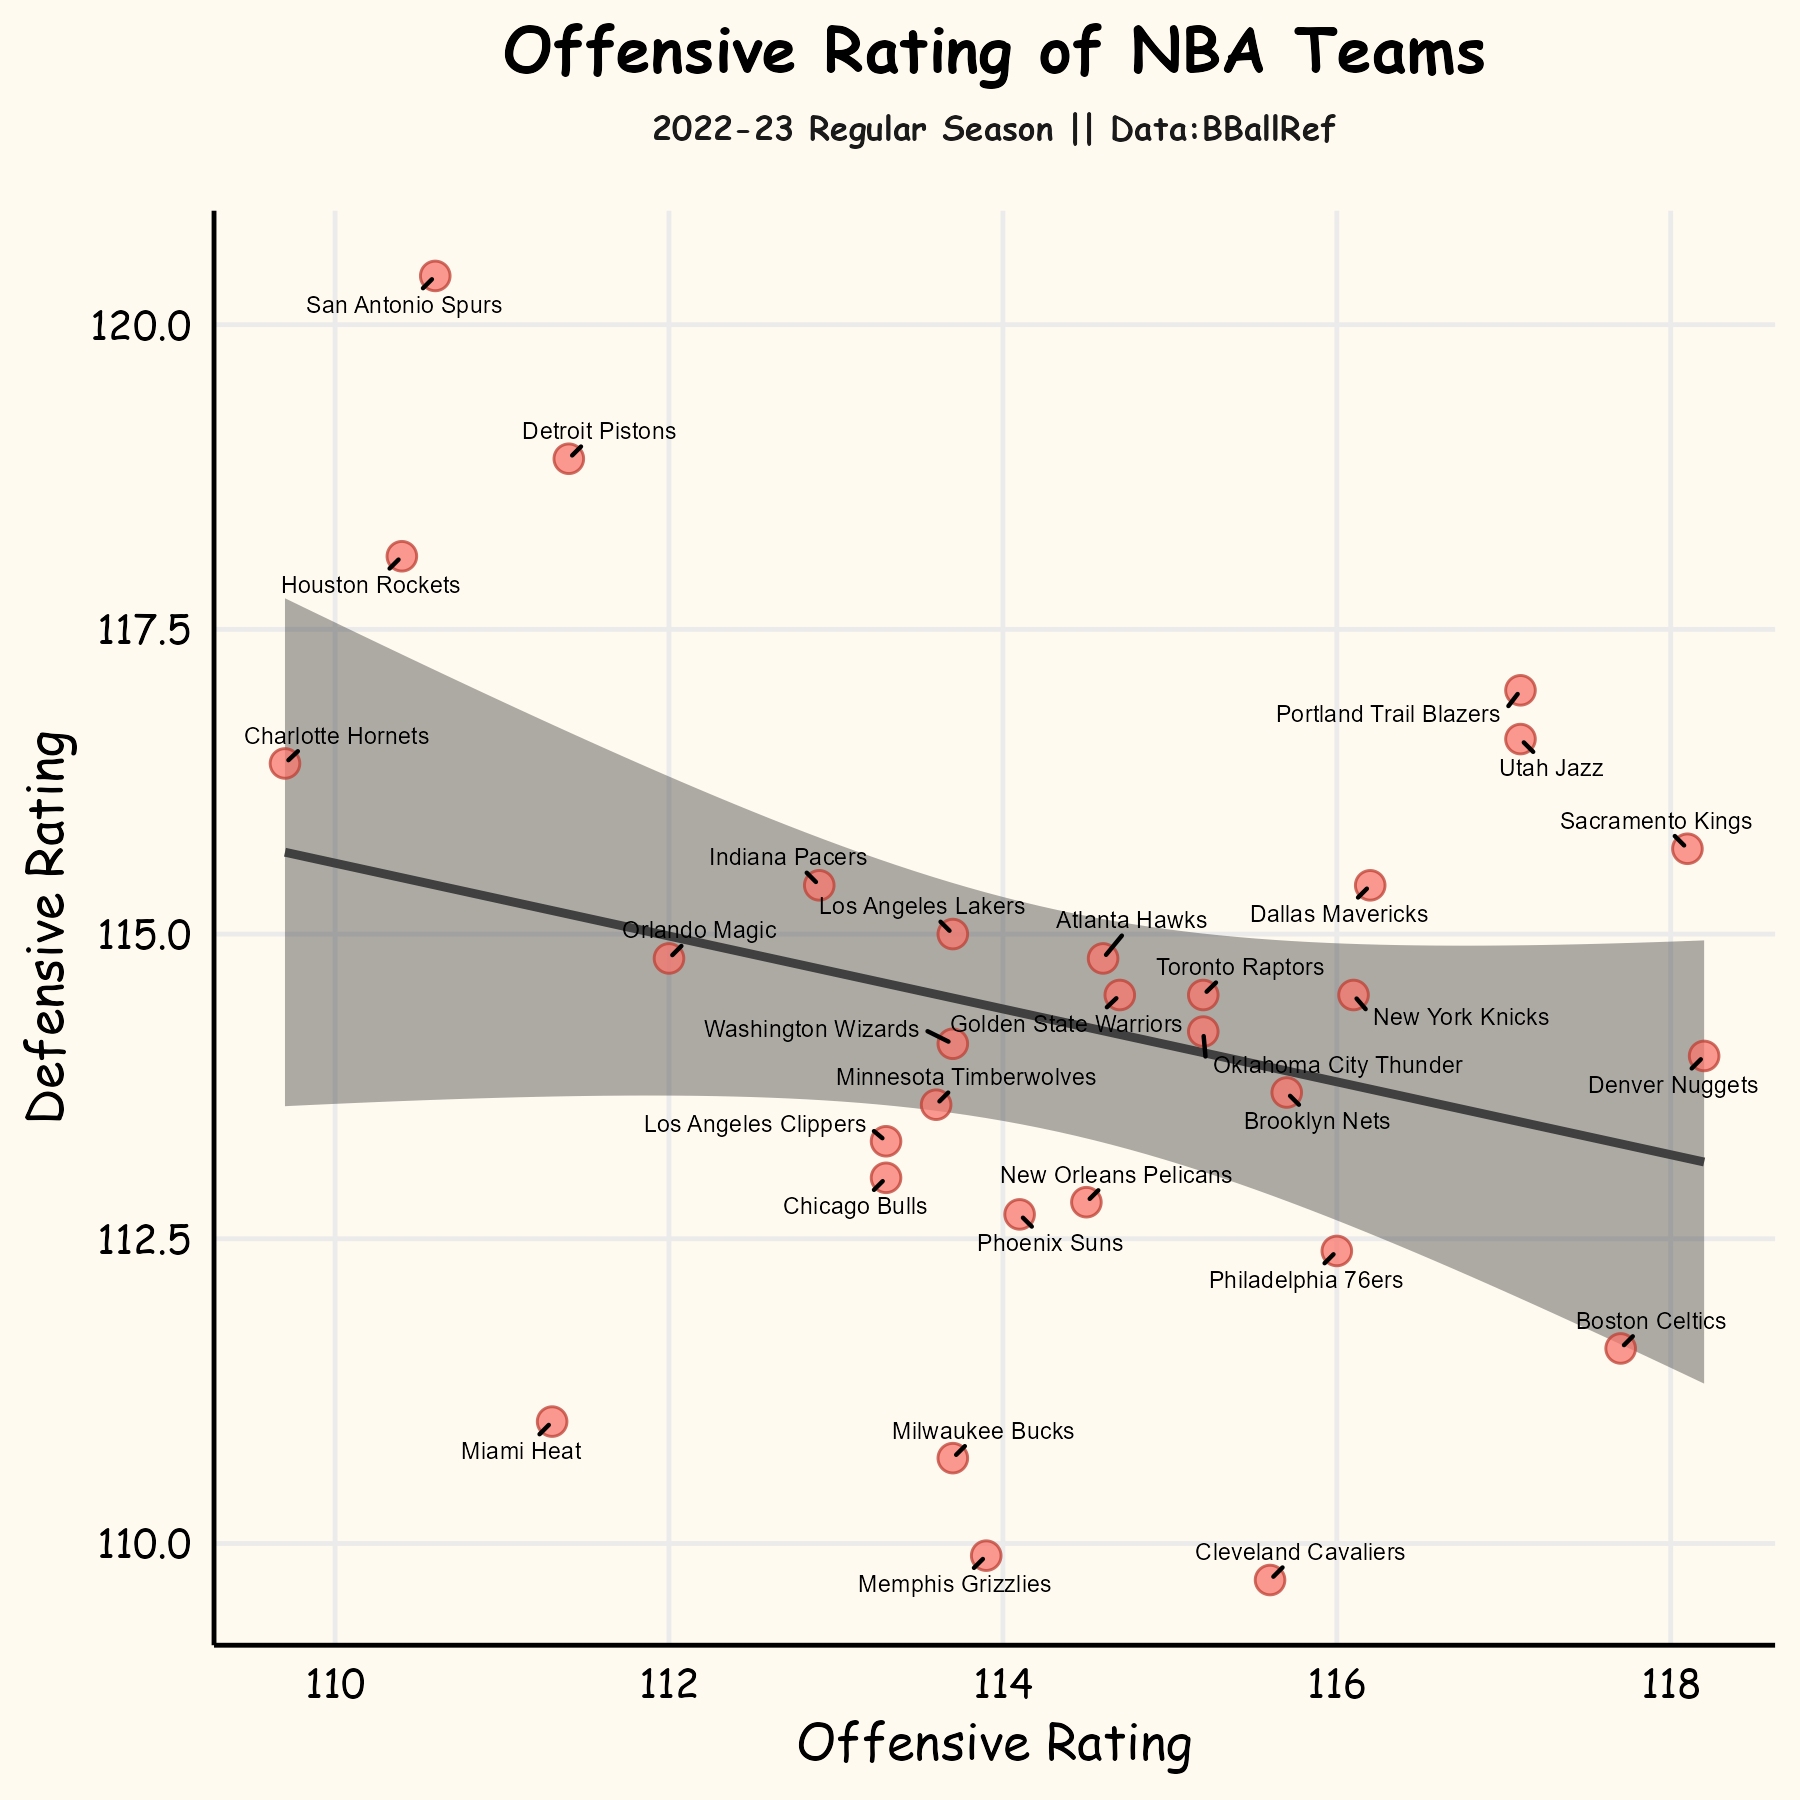 Offensive Rating of NBA Teams
2022-23 Regular Season || Data:BBallRef
San Antonio Spurs
120.0
Detroit Pistons
Houston Rockets
117.5
Portland Trail Blazers
Charlotte Hornets
Utah Jazz
Sacramento Kings
Indiana Pacers
Los Angeles Lakers
Dallas Mavericks
Atlanta Hawks
Orlando Magic
115.0
Toronto Raptors
New York Knicks
Golden State Warriors
Washington Wizards
Oklahoma City Thunder
Minnesota Timberwolves
Denver Nuggets
Brooklyn Nets
Los Angeles Clippers
New Orleans Pelicans
Chicago Bulls
112.5
Phoenix Suns
Philadelphia 76ers
Boston Celtics
Milwaukee Bucks
Miami Heat
110.0
Cleveland Cavaliers
Memphis Grizzlies
Defensive Rating
110 112 114 116 118
Offensive Rating